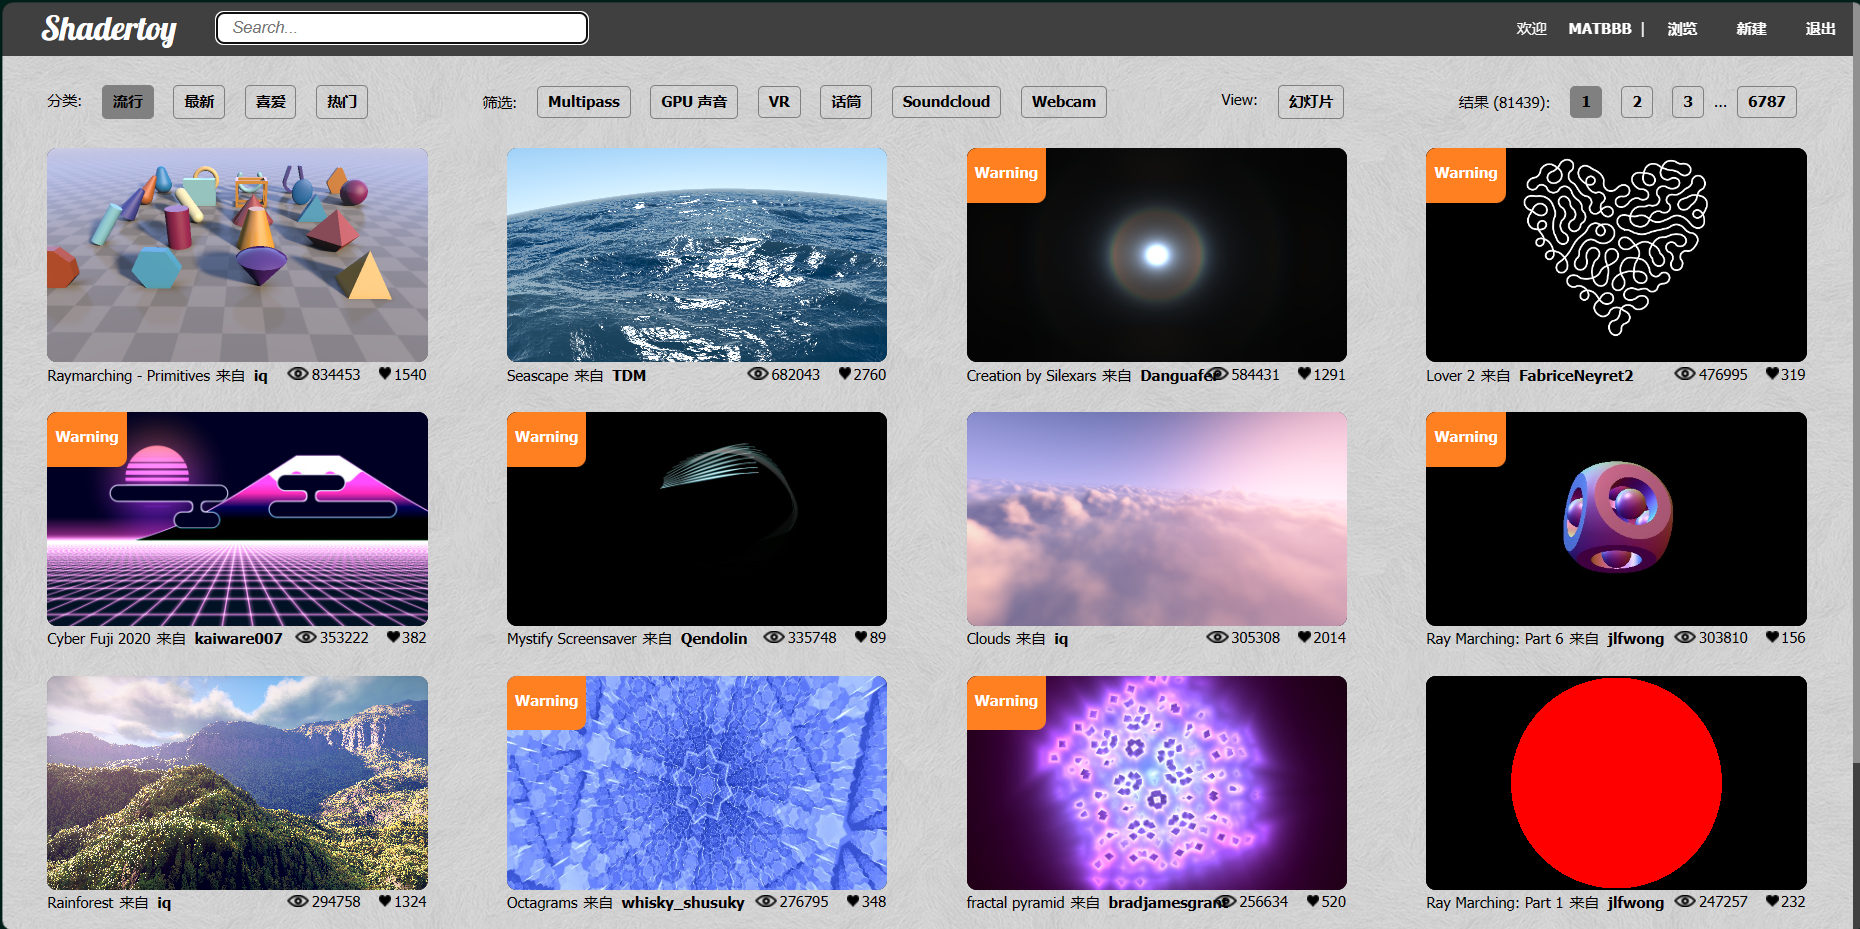 Shadertoy Search... 欢迎 MATBBB | 浏览 新建 退出
分类: 流行 最新 喜爱 热门 筛选: Multipass GPU 声音 VR 话筒 Soundcloud Webcam View: 幻灯片 结果 (81439): 1 2 3 ... 6787
Warning Warning
Raymarching - Primitives 来自 iq 834453 1540 Seascape 来自 TDM 682043 2760 Creation by Silexars 来自 Danguafer 584431 1291 Lover 2 来自 FabriceNeyret2 476995 319
Warning Warning Warning
Cyber Fuji 2020 来自 kaiware007 353222 382 Mystify Screensaver 来自 Qendolin 335748 89 Clouds 来自 iq 305308 2014 Ray Marching: Part 6 来自 jlfwong 303810 156
Warning Warning
Rainforest 来自 iq 294758 1324 Octagrams 来自 whisky_shusuky 276795 348 fractal pyramid 来自 bradjamesgrant 256634 520 Ray Marching: Part 1 来自 jlfwong 247257 232